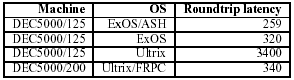 Machine OS Roundtrip latency
DEC5000/125 ExOS/ASH 259
DEC5000/125 ExOS 320
DEC5000/125 Ultrix 3400
DEC5000/200 Ultrix/FRPC 340